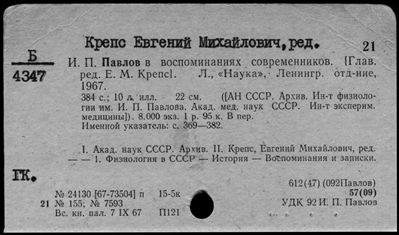 Крепс Евгений Михайлович, ред. 21
Б
4347
И. П. Павлов в воспоминаниях современников. [Глав.
ред. Е. М. Крепс]. Л., «Наука», Ленингр. отд-ние,
1967.
384 с.; 10 л. илл. 22 см. ([АН СССР. Архив. Ин-т физиоло-
гии им. И. П. Павлова. Акад. мед. наук СССР. Ин-т эксперим.
медицины]). 8.000 экз. 1 р. 95 к. В пер.
Именной указатель: с. 369—382.
I. Акад. наук СССР. Архив. II. Крепс, Евгений Михайлович, ред.
— — 1. Физиология в СССР — История — Воспоминания и записки.
ГК.
612(47) (092Павлов)
№ 24130 [67-73504] п 15-5к 57(09)
21 № 155; № 7593 УДК 92 И. П. Павлов
Вс. кн. пал. 7 IX 67 П121